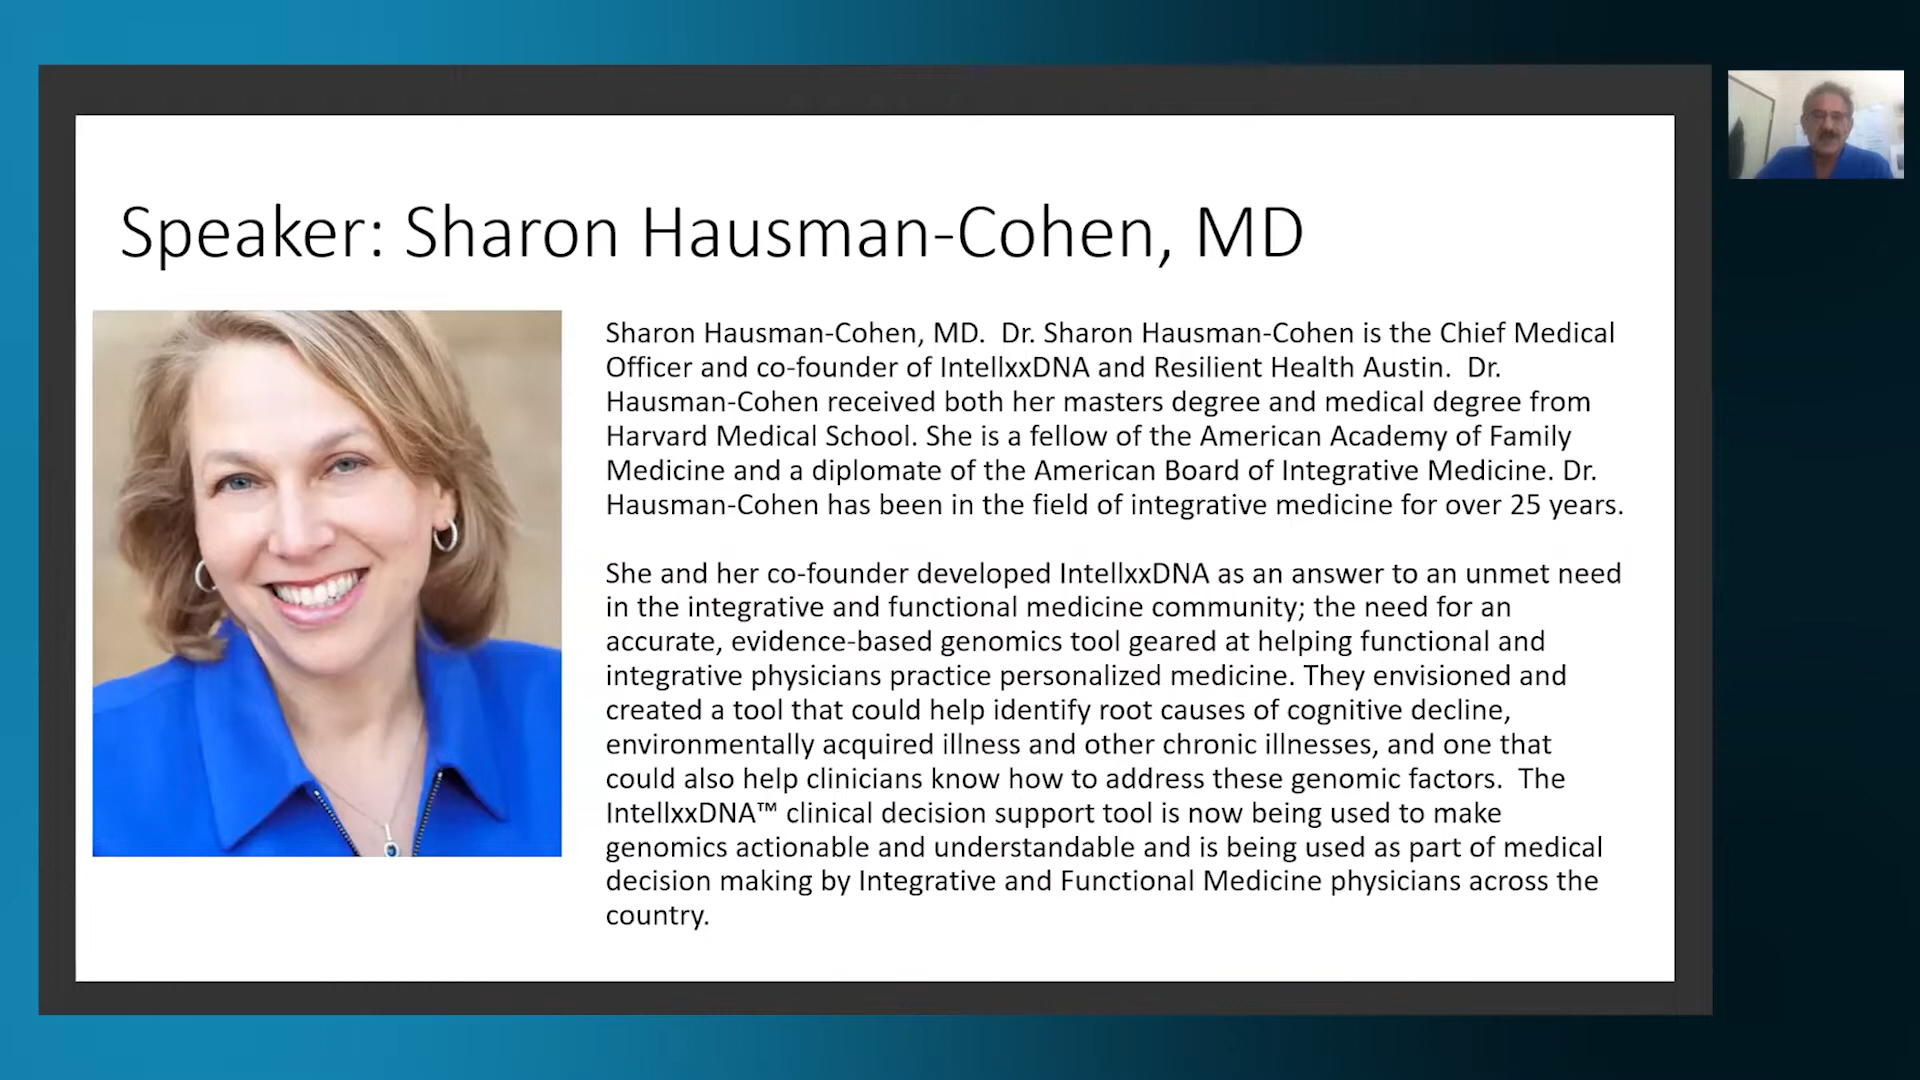 Speaker: Sharon Hausman-Cohen, MD
Sharon Hausman-Cohen, MD.  Dr. Sharon Hausman-Cohen is the Chief Medical
Officer and co-founder of IntellxxDNA and Resilient Health Austin.  Dr.
Hausman-Cohen received both her masters degree and medical degree from
Harvard Medical School. She is a fellow of the American Academy of Family
Medicine and a diplomate of the American Board of Integrative Medicine. Dr.
Hausman-Cohen has been in the field of integrative medicine for over 25 years.
She and her co-founder developed IntellxxDNA as an answer to an unmet need
in the integrative and functional medicine community; the need for an
accurate, evidence-based genomics tool geared at helping functional and
integrative physicians practice personalized medicine. They envisioned and
created a tool that could help identify root causes of cognitive decline,
environmentally acquired illness and other chronic illnesses, and one that
could also help clinicians know how to address these genomic factors.  The
IntellxxDNA™ clinical decision support tool is now being used to make
genomics actionable and understandable and is being used as part of medical
decision making by Integrative and Functional Medicine physicians across the
country.